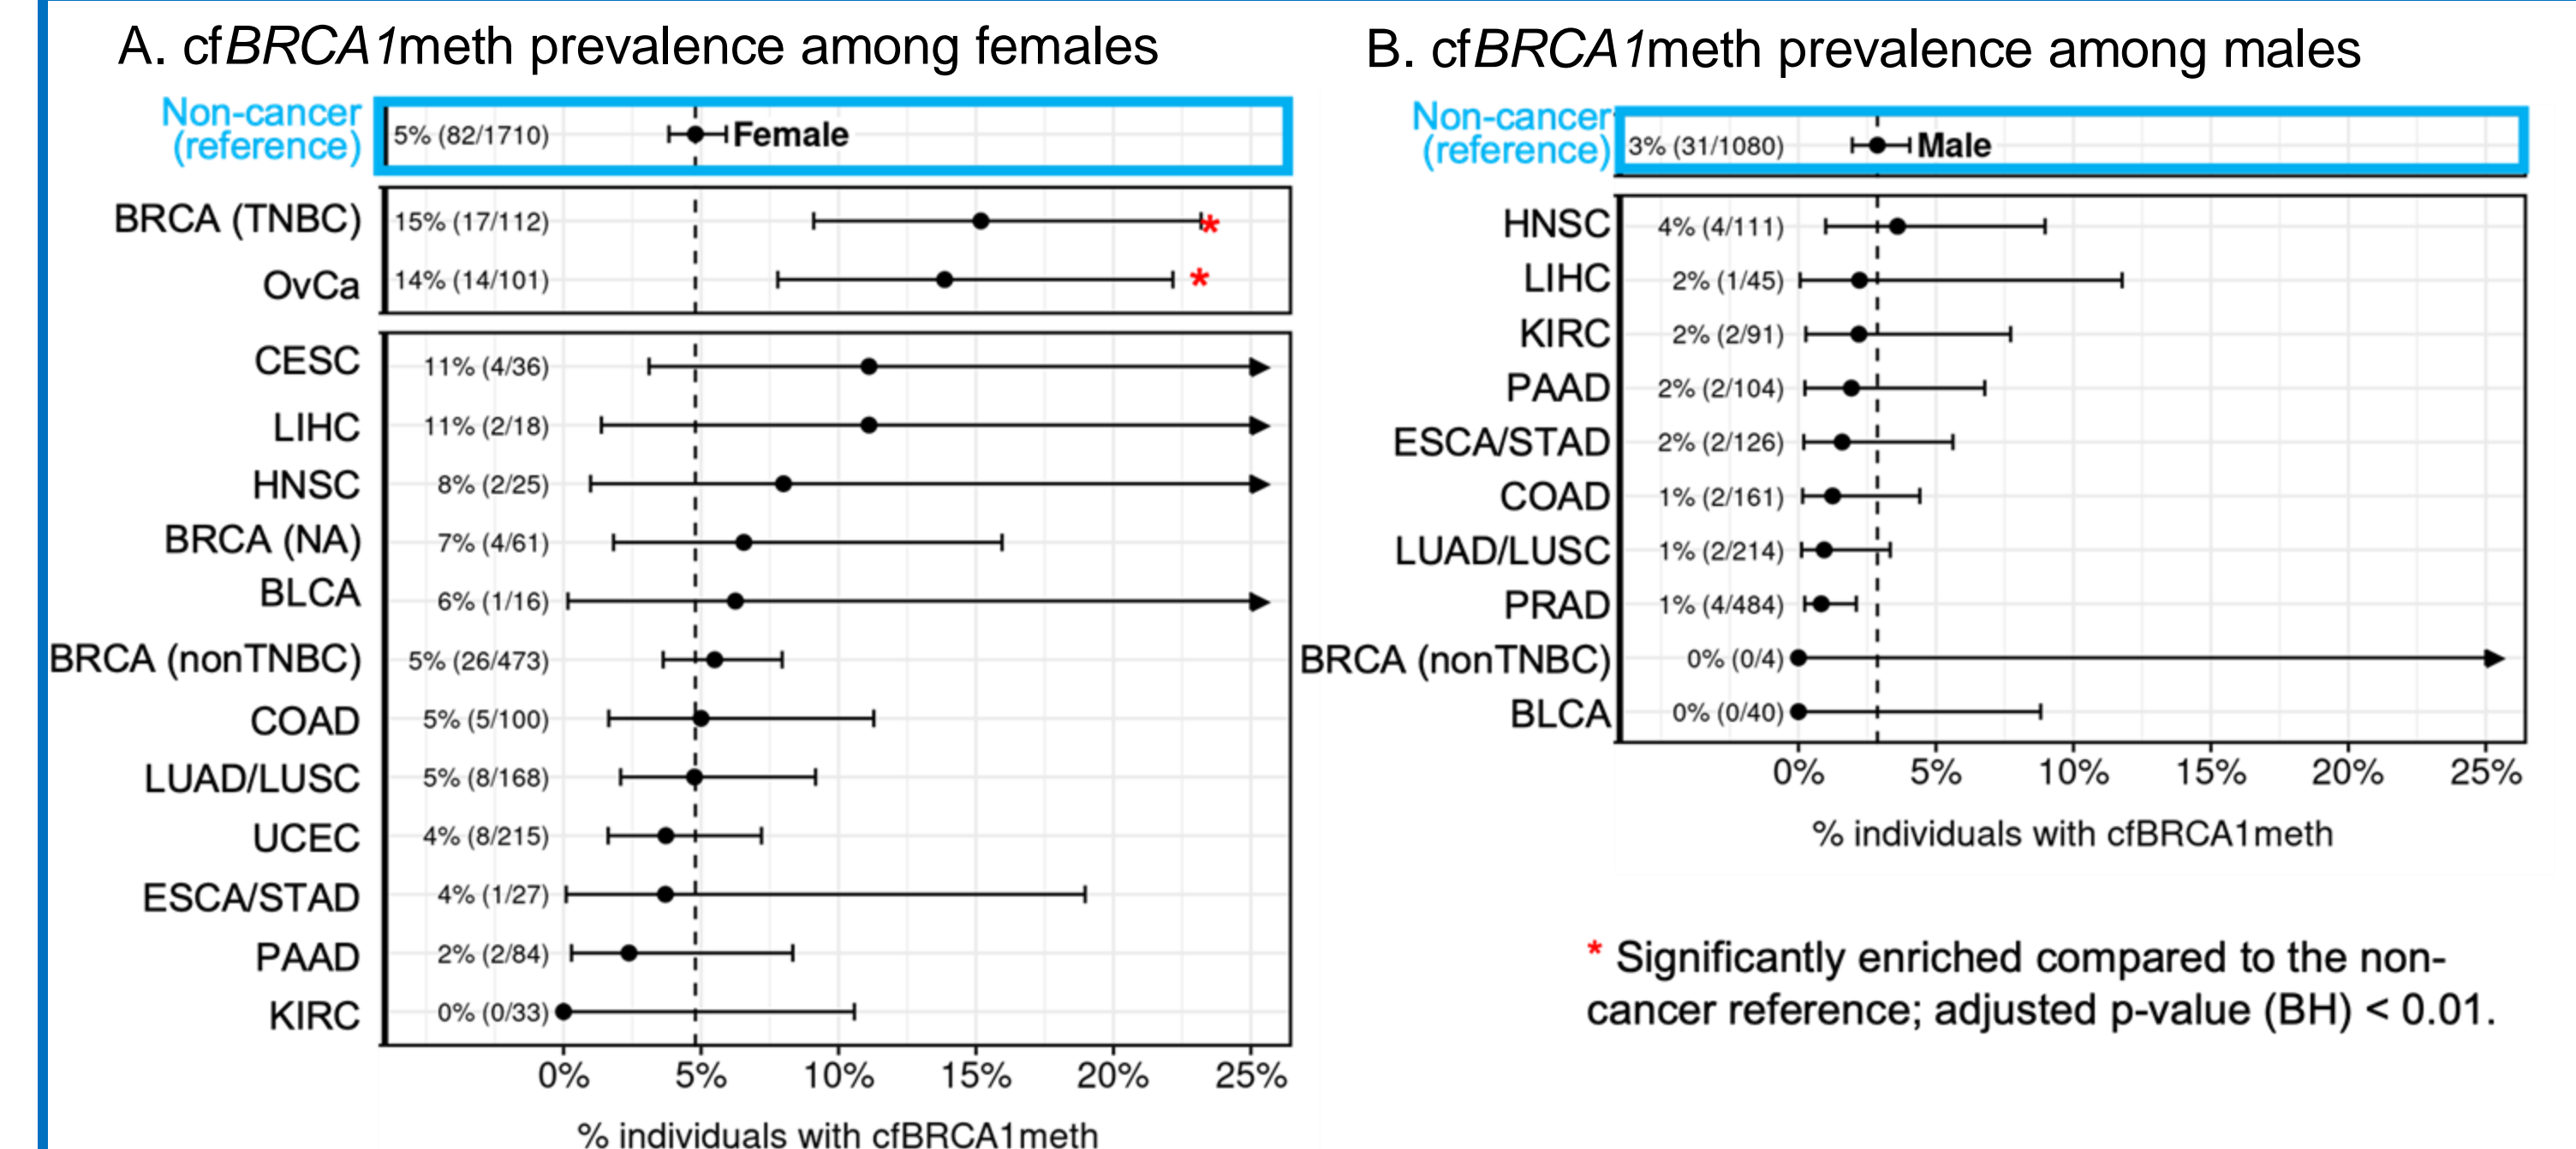 A. cfBRCA1meth prevalence among females
Non-cancer
(reference)
5% (82/1710)
Female
BRCA (TNBC)
15% (17/112)
*
OvCa
14% (14/101)
*
CESC
11% (4/36)
LIHC
11% (2/18)
HNSC
8% (2/25)
BRCA (NA)
7% (4/61)
BLCA
6% (1/16)
BRCA (nonTNBC)
5% (26/473)
COAD
5% (5/100)
LUAD/LUSC
5% (8/168)
UCEC
4% (8/215)
ESCA/STAD
4% (1/27)
PAAD
2% (2/84)
KIRC
0% (0/33)
0% 5% 10% 15% 20% 25%
% individuals with cfBRCA1meth
B. cfBRCA1meth prevalence among males
Non-cancer
(reference)
3% (31/1080)
Male
HNSC
4% (4/111)
LIHC
2% (1/45)
KIRC
2% (2/91)
PAAD
2% (2/104)
ESCA/STAD
2% (2/126)
COAD
1% (2/161)
LUAD/LUSC
1% (2/214)
PRAD
1% (4/484)
BRCA (nonTNBC)
0% (0/4)
BLCA
0% (0/40)
0% 5% 10% 15% 20% 25%
% individuals with cfBRCA1meth
* Significantly enriched compared to the non-
cancer reference; adjusted p-value (BH) < 0.01.